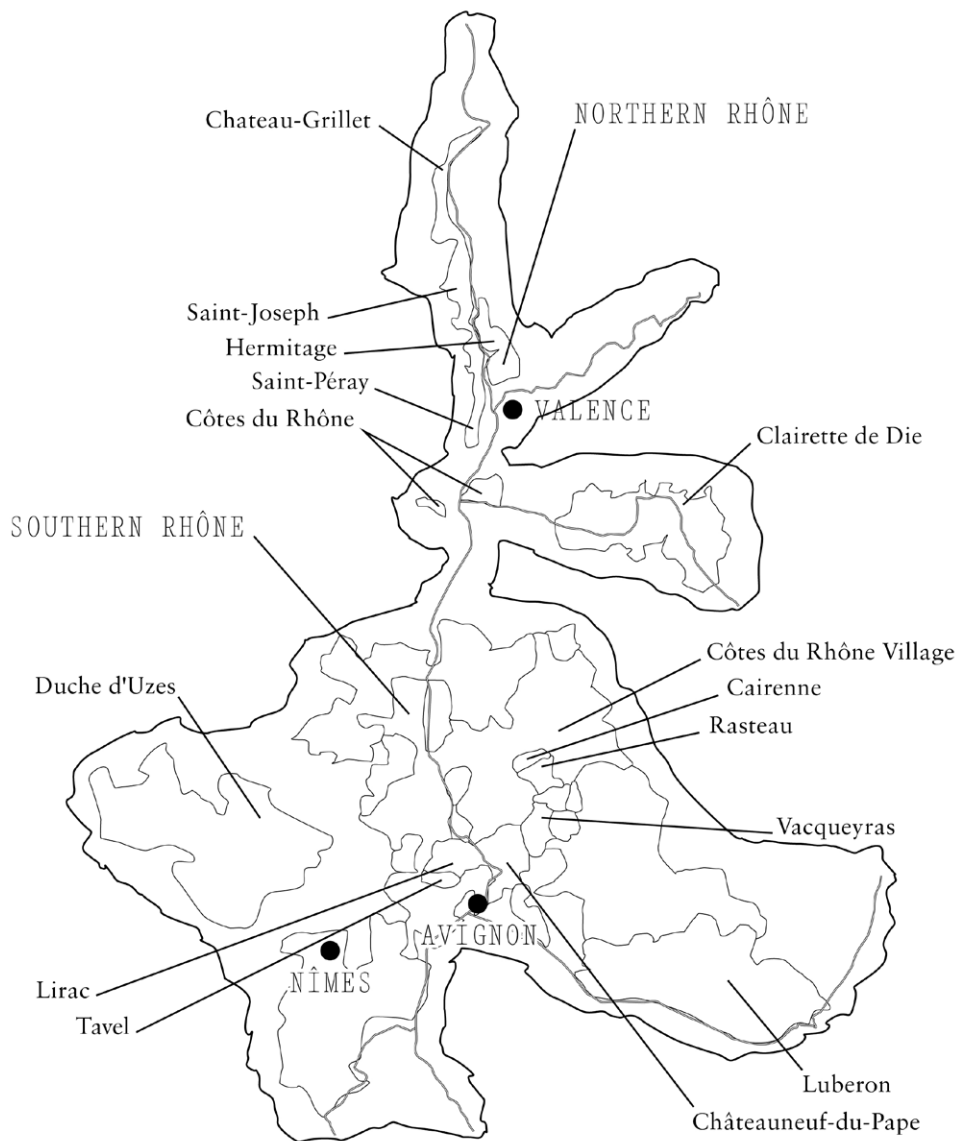 NORTHERN RHÔNE
Chateau-Grillet
Saint-Joseph
Hermitage
Saint-Péray
VALENCE
Côtes du Rhône
Clairette de Die
SOUTHERN RHÔNE
Côtes du Rhône Village
Duche d'Uzes
Cairenne
Rasteau
Vacqueyras
AVIGNON
NÎMES
Lirac
Tavel
Luberon
Châteauneuf-du-Pape